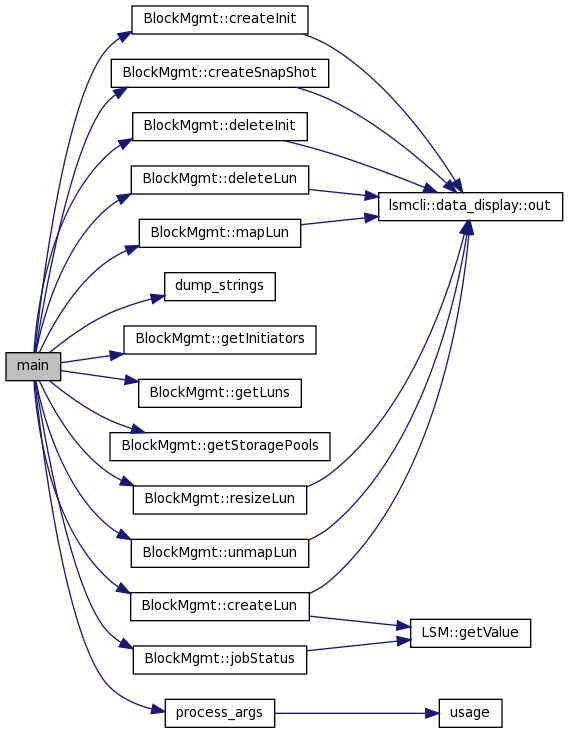 BlockMgmt::createInit
BlockMgmt::createSnapShot
BlockMgmt::deleteInit
BlockMgmt::deleteLun
lsmcli::data_display::out
BlockMgmt::mapLun
dump_strings
BlockMgmt::getInitiators
main
BlockMgmt::getLuns
BlockMgmt::getStoragePools
BlockMgmt::resizeLun
BlockMgmt::unmapLun
BlockMgmt::createLun
LSM::getValue
BlockMgmt::jobStatus
process_args
usage